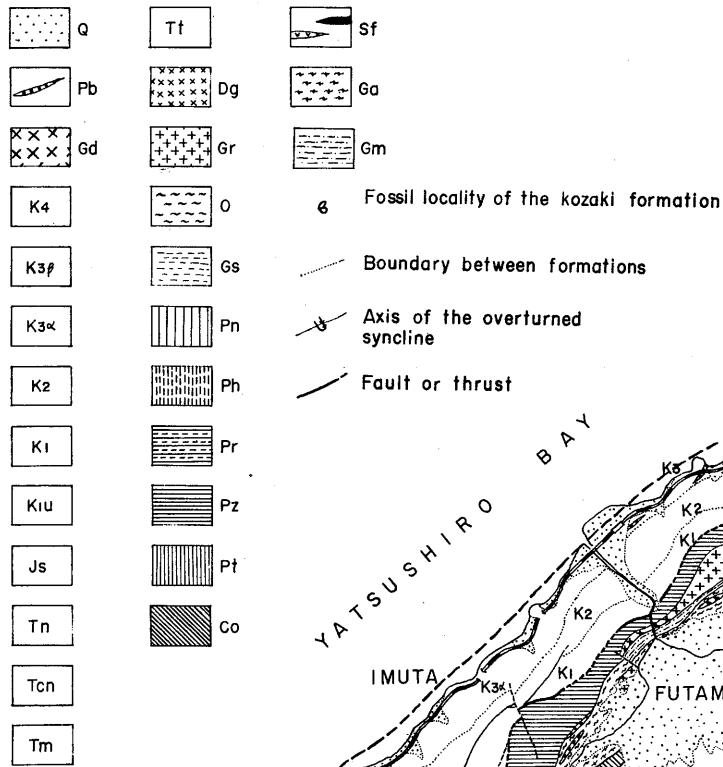 Q
Pb
Gd
K4
K3β
K3α
K2
K1
K1u
Js
Tn
Tcn
Tm
Tt
Dg
Gr
O
Gs
Pn
Ph
Pr
Pz
Pt
Co
Sf
Ga
Gm
Fossil locality of the kozaki formation
Boundary between formations
Axis of the overturned
syncline
Fault or thrust
YATSUSHIRO BAY
K3
K2
K1
K2
IMUTA
K3α
K1
FUTAM